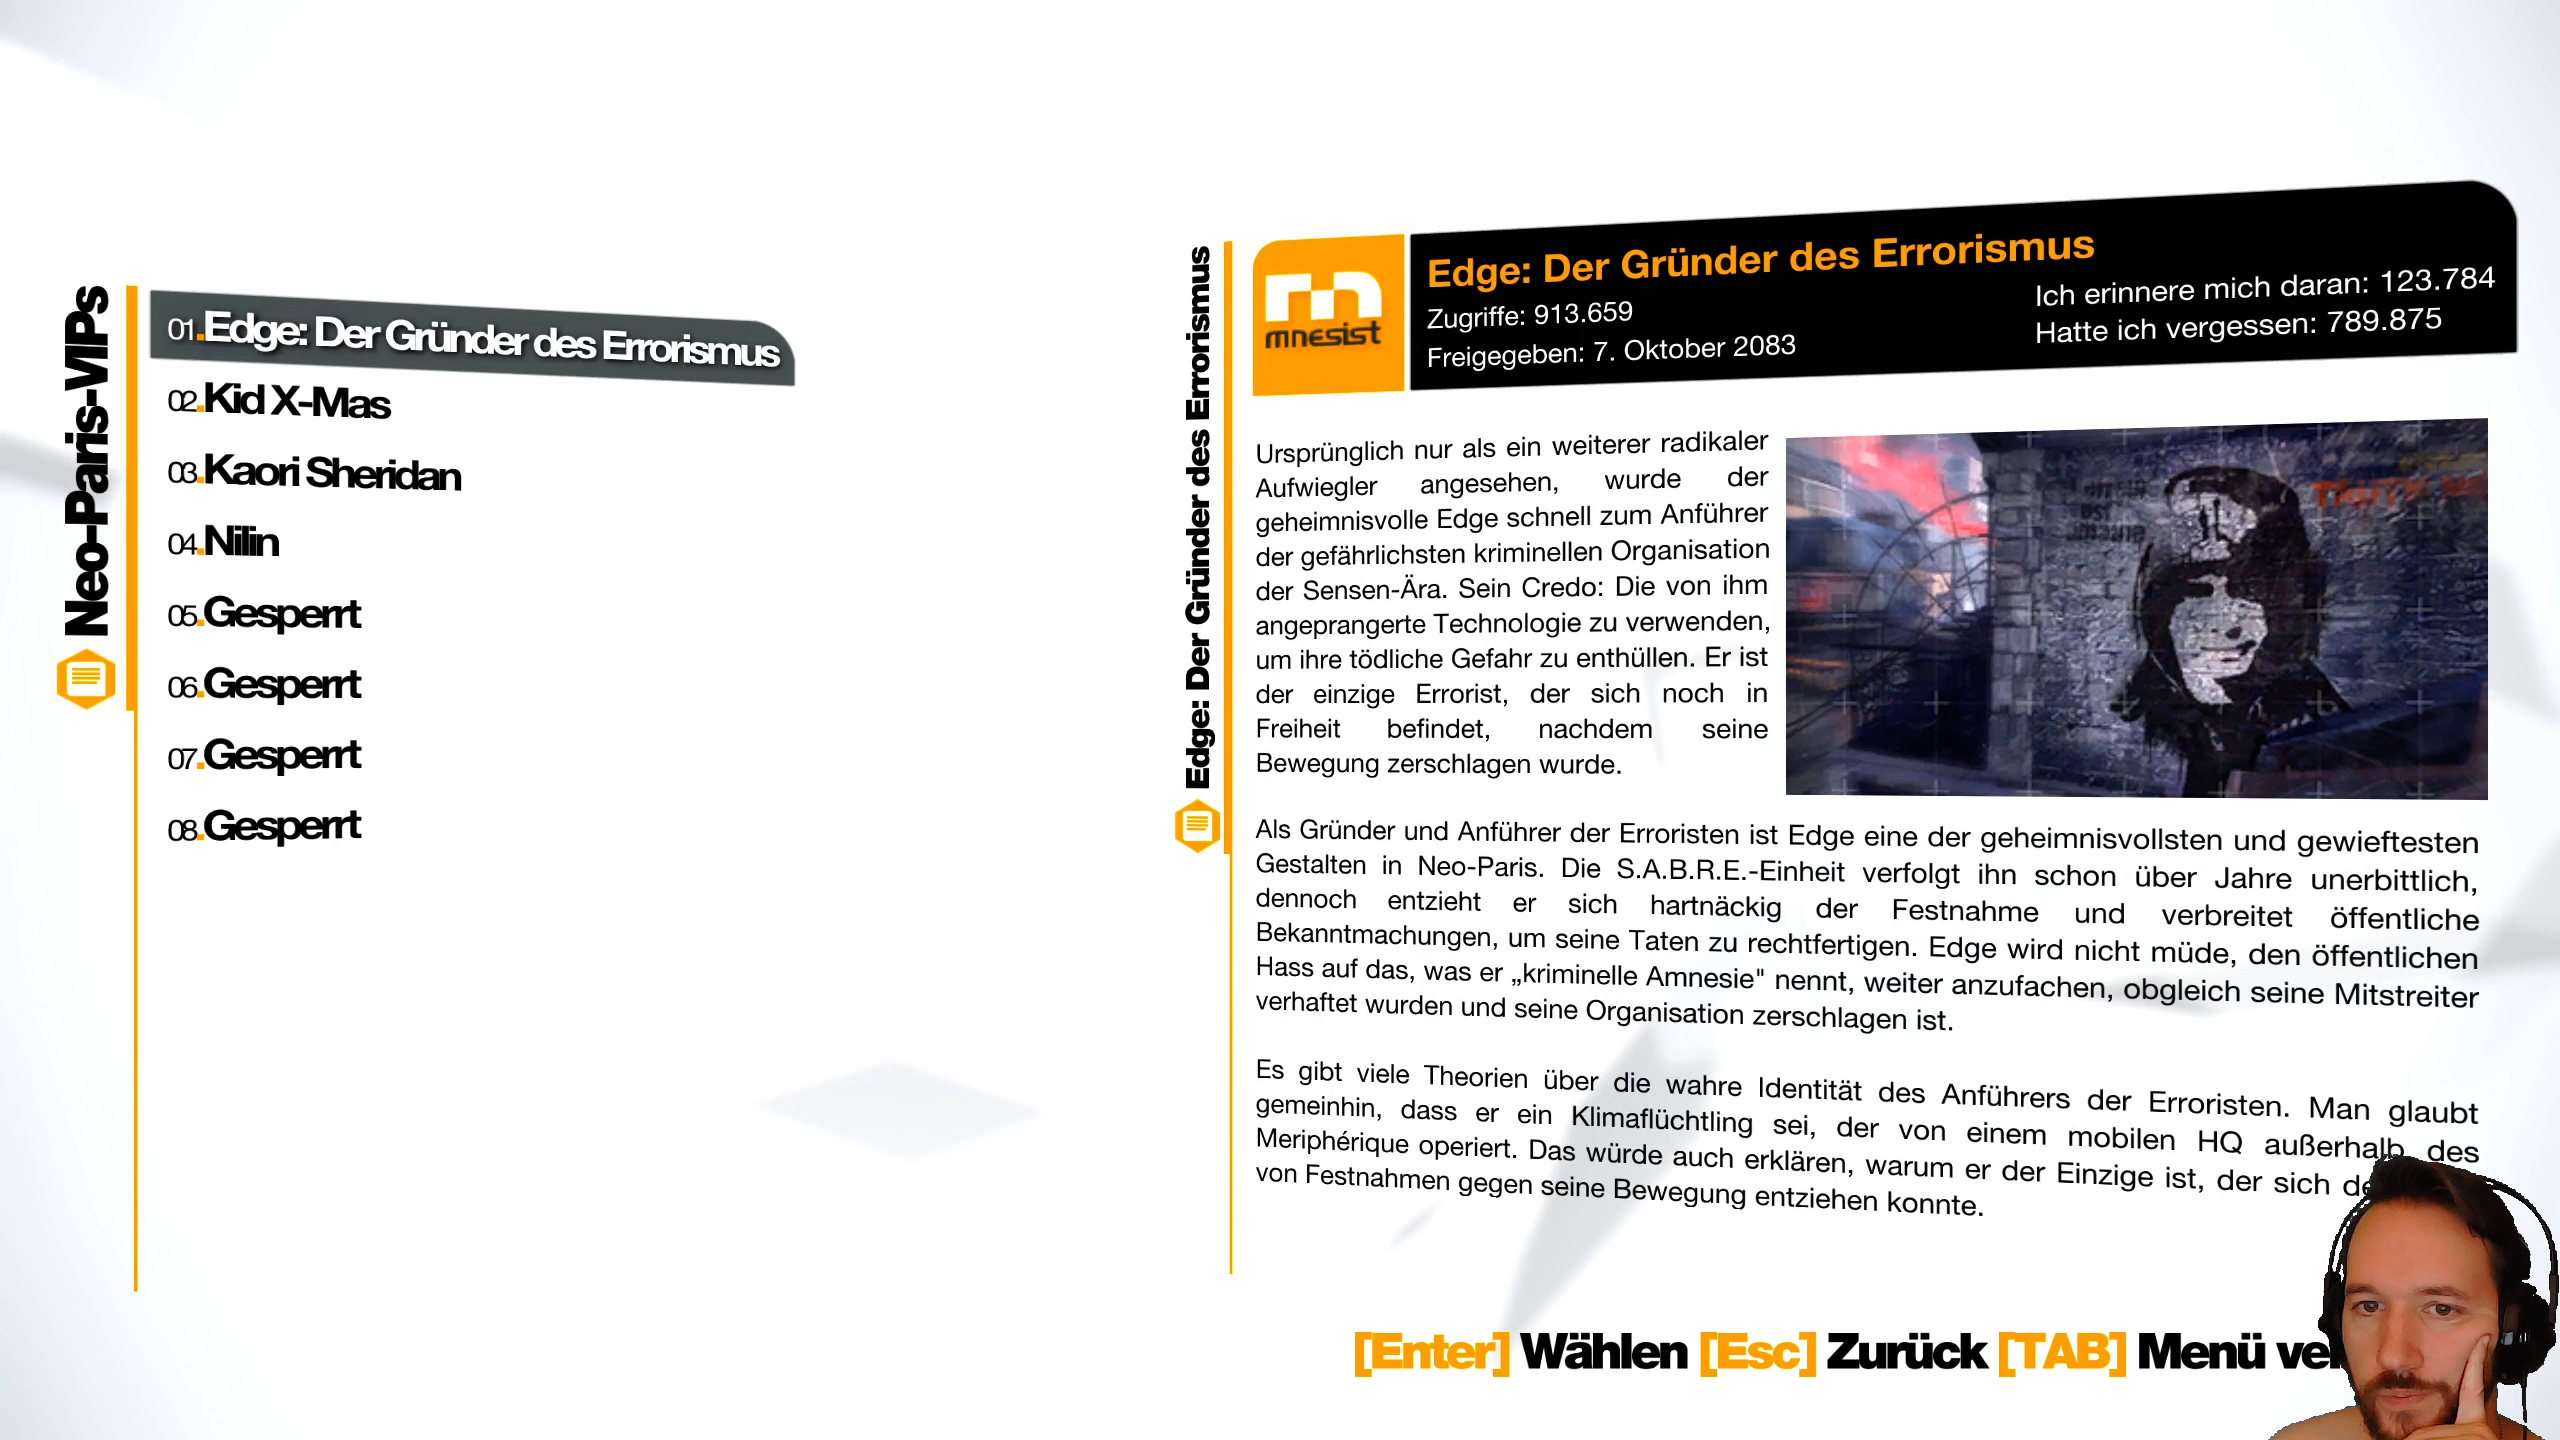 Neo-Paris-VIPs
01.Edge: Der Gründer des Errorismus
02.Kid X-Mas
03.Kaori Sheridan
04.Nilin
05.Gesperrt
06.Gesperrt
07.Gesperrt
08.Gesperrt
Edge: Der Gründer des Errorismus
mnesist
Edge: Der Gründer des Errorismus
Zugriffe: 913.659
Freigegeben: 7. Oktober 2083
Ich erinnere mich daran: 123.784
Hatte ich vergessen: 789.875
Ursprünglich nur als ein weiterer radikaler
Aufwiegler angesehen, wurde der
geheimnisvolle Edge schnell zum Anführer
der gefährlichsten kriminellen Organisation
der Sensen-Ära. Sein Credo: Die von ihm
angeprangerte Technologie zu verwenden,
um ihre tödliche Gefahr zu enthüllen. Er ist
der einzige Errorist, der sich noch in
Freiheit befindet, nachdem seine
Bewegung zerschlagen wurde.
Als Gründer und Anführer der Erroristen ist Edge eine der geheimnisvollsten und gewieftesten
Gestalten in Neo-Paris. Die S.A.B.R.E.-Einheit verfolgt ihn schon über Jahre unerbittlich,
dennoch entzieht er sich hartnäckig der Festnahme und verbreitet öffentliche
Bekanntmachungen, um seine Taten zu rechtfertigen. Edge wird nicht müde, den öffentlichen
Hass auf das, was er „kriminelle Amnesie" nennt, weiter anzufachen, obgleich seine Mitstreiter
verhaftet wurden und seine Organisation zerschlagen ist.
Es gibt viele Theorien über die wahre Identität des Anführers der Erroristen. Man glaubt
gemeinhin, dass er ein Klimaflüchtling sei, der von einem mobilen HQ außerhalb des
Meriphérique operiert. Das würde auch erklären, warum er der Einzige ist, der sich
von Festnahmen gegen seine Bewegung entziehen konnte.
[Enter] Wählen [Esc] Zurück [TAB] Menü